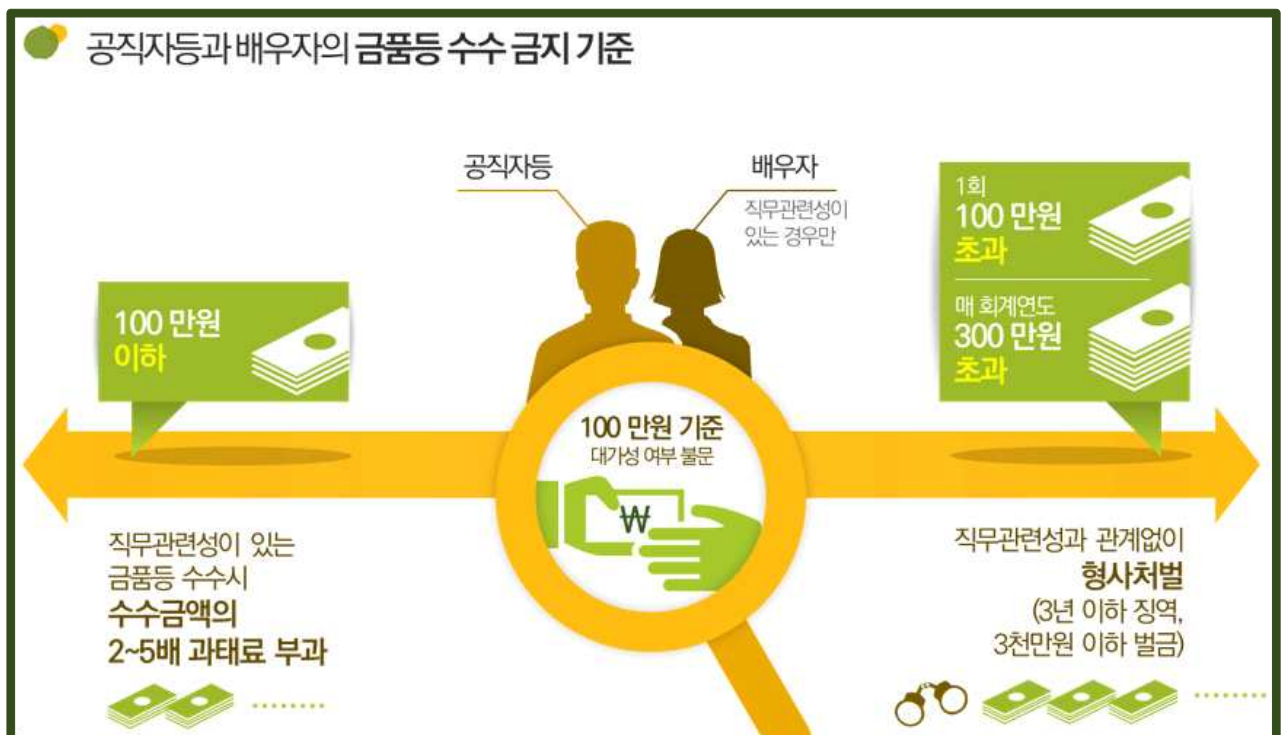 공직자등과 배우자의 금품등 수수 금지 기준
공직자등
배우자
직무관련성이
있는 경우만
100 만원
이하
1회
100 만원
초과
매 회계연도
300 만원
초과
100 만원 기준
대가성 여부 불문
₩
직무관련성이 있는
금품등 수수시
수수금액의
2~5배 과태료 부과
직무관련성과 관계없이
형사처벌
(3년 이하 징역,
3천만원 이하 벌금)